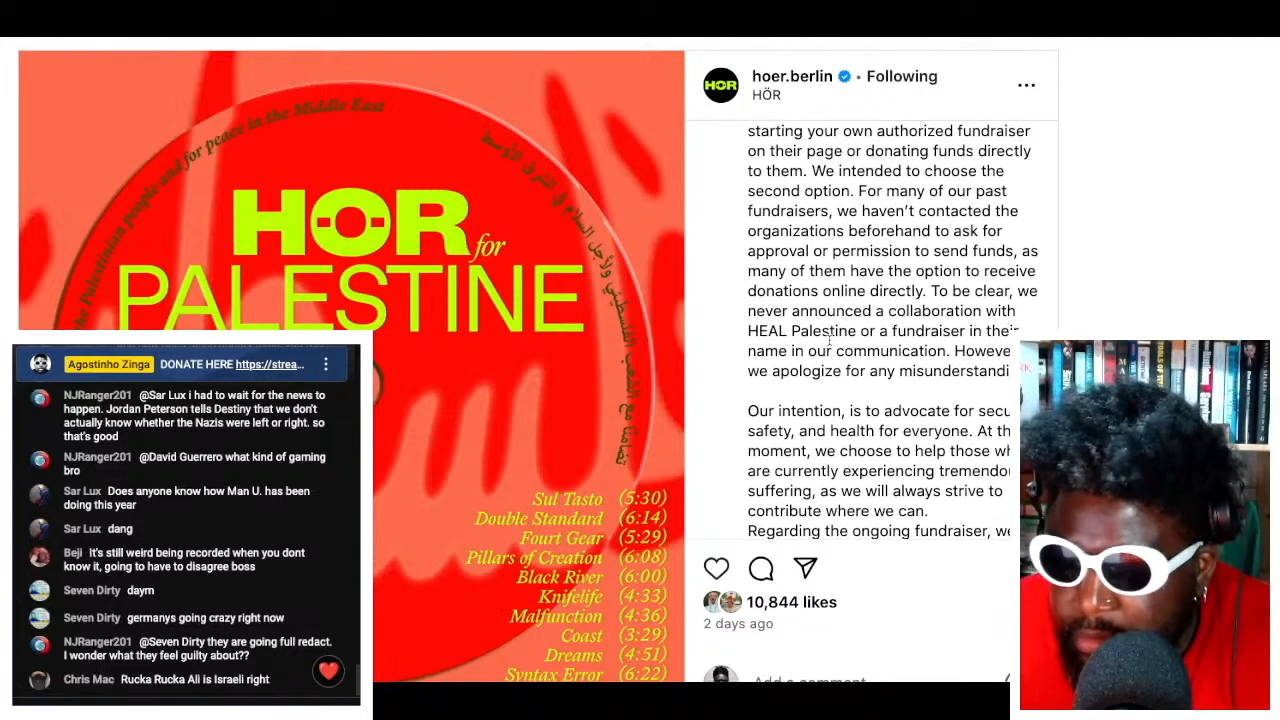 the Palestinian people and for peace in the Middle East
تضامنا مع الشعب الفلسطيني ولأجل السلام في الشرق الأوسط
HÖR for
PALESTINE
Sul Tasto (5:30)
Double Standard (6:14)
Fourt Gear (5:29)
Pillars of Creation (6:08)
Black River (6:00)
Knifelife (4:33)
Malfunction (4:36)
Coast (3:29)
Dreams (4:51)
Syntax Error (6:22)
HÖR
hoer.berlin • Following
HÖR
starting your own authorized fundraiser
on their page or donating funds directly
to them. We intended to choose the
second option. For many of our past
fundraisers, we haven't contacted the
organizations beforehand to ask for
approval or permission to send funds, as
many of them have the option to receive
donations online directly. To be clear, we
never announced a collaboration with
HEAL Palestine or a fundraiser in their
name in our communication. Howeve
we apologize for any misunderstandi
Our intention, is to advocate for secu
safety, and health for everyone. At th
moment, we choose to help those wh
are currently experiencing tremendo
suffering, as we will always strive to
contribute where we can.
Regarding the ongoing fundraiser, we
10,844 likes
2 days ago
Add a comment
Agostinho Zinga DONATE HERE https://strea...
NJRanger201 @Sar Lux i had to wait for the news to
happen. Jordan Peterson tells Destiny that we don't
actually know whether the Nazis were left or right. so
that's good
NJRanger201 @David Guerrero what kind of gaming
bro
Sar Lux Does anyone know how Man U. has been
doing this year
Sar Lux dang
Beji It's still weird being recorded when you dont
know it, going to have to disagree boss
Seven Dirty daym
Seven Dirty germanys going crazy right now
NJRanger201 @Seven Dirty they are going full redact.
I wonder what they feel guilty about??
Chris Mac Rucka Rucka Ali is Israeli right